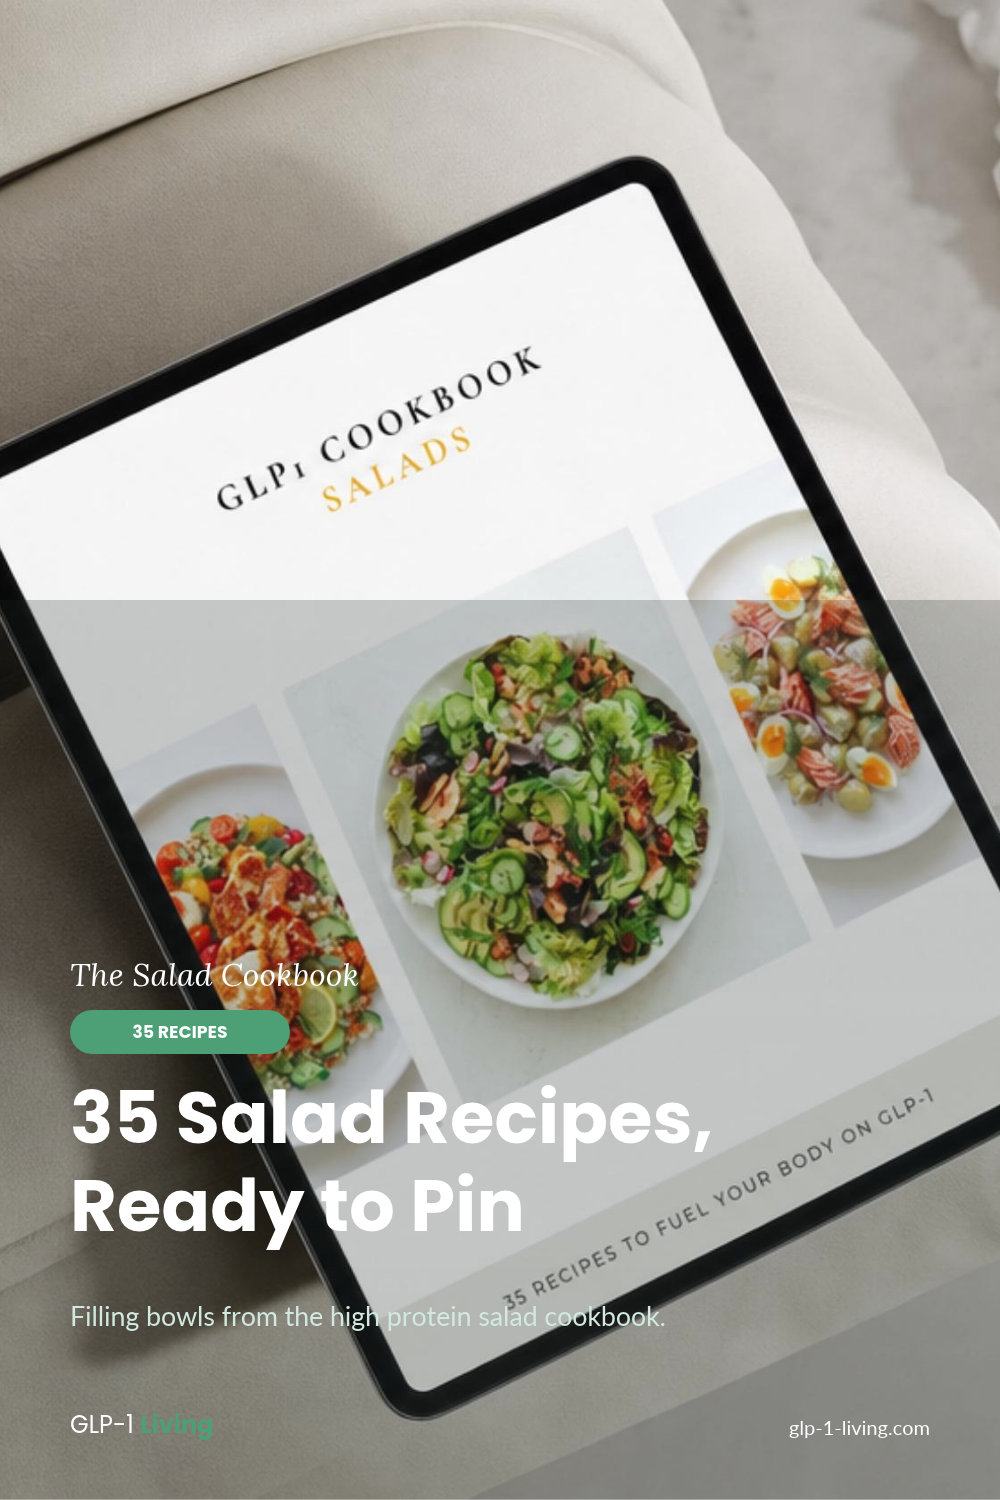 GLP1 COOKBOOK
SALADS
The Salad Cookbook
35 RECIPES
35 Salad Recipes,
Ready to Pin
35 RECIPES TO FUEL YOUR BODY ON GLP-1
Filling bowls from the high protein salad cookbook.
GLP-1 Living
glp-1-living.com